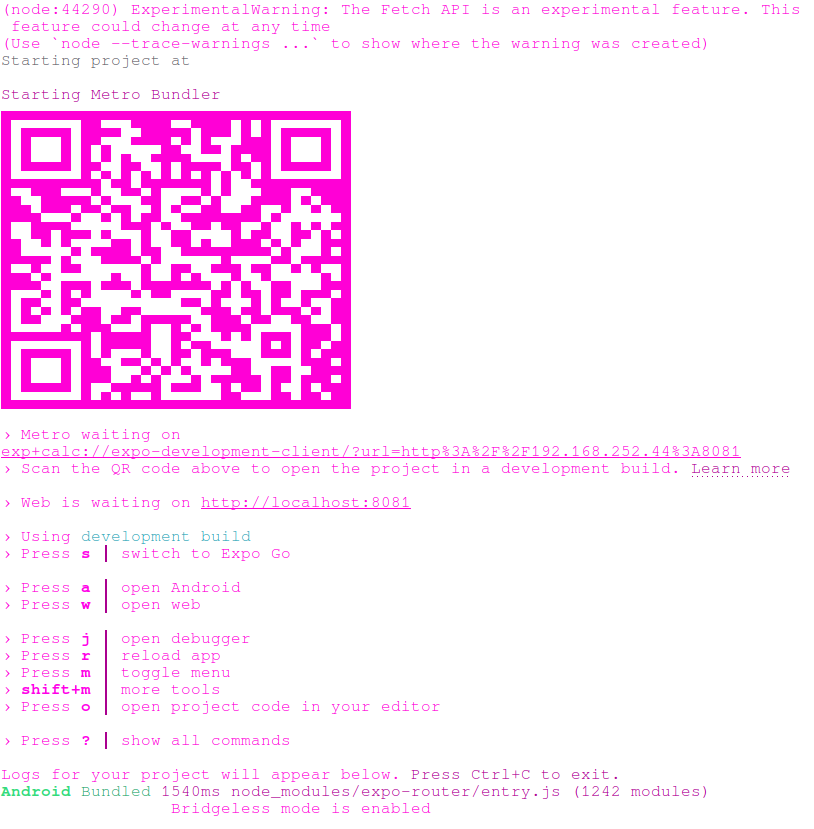 (node:44290) ExperimentalWarning: The Fetch API is an experimental feature. This
feature could change at any time
(Use `node --trace-warnings ...` to show where the warning was created)
Starting project at
Starting Metro Bundler
› Metro waiting on
exp+calc://expo-development-client/?url=http%3A%2F%2F192.168.252.44%3A8081
› Scan the QR code above to open the project in a development build. Learn more
› Web is waiting on http://localhost:8081
› Using development build
› Press s │ switch to Expo Go
› Press a │ open Android
› Press w │ open web
› Press j │ open debugger
› Press r │ reload app
› Press m │ toggle menu
› shift+m │ more tools
› Press o │ open project code in your editor
› Press ? │ show all commands
Logs for your project will appear below. Press Ctrl+C to exit.
Android Bundled 1540ms node_modules/expo-router/entry.js (1242 modules)
Bridgeless mode is enabled